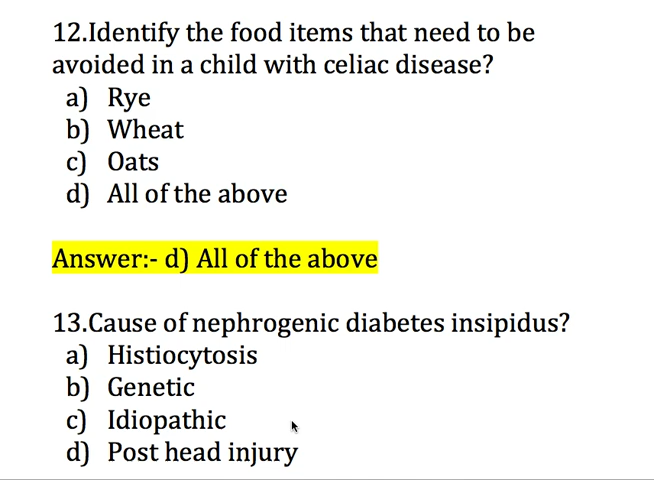 12.Identify the food items that need to be
avoided in a child with celiac disease?
a) Rye
b) Wheat
c) Oats
d) All of the above
Answer:- d) All of the above
13.Cause of nephrogenic diabetes insipidus?
a) Histiocytosis
b) Genetic
c) Idiopathic
d) Post head injury